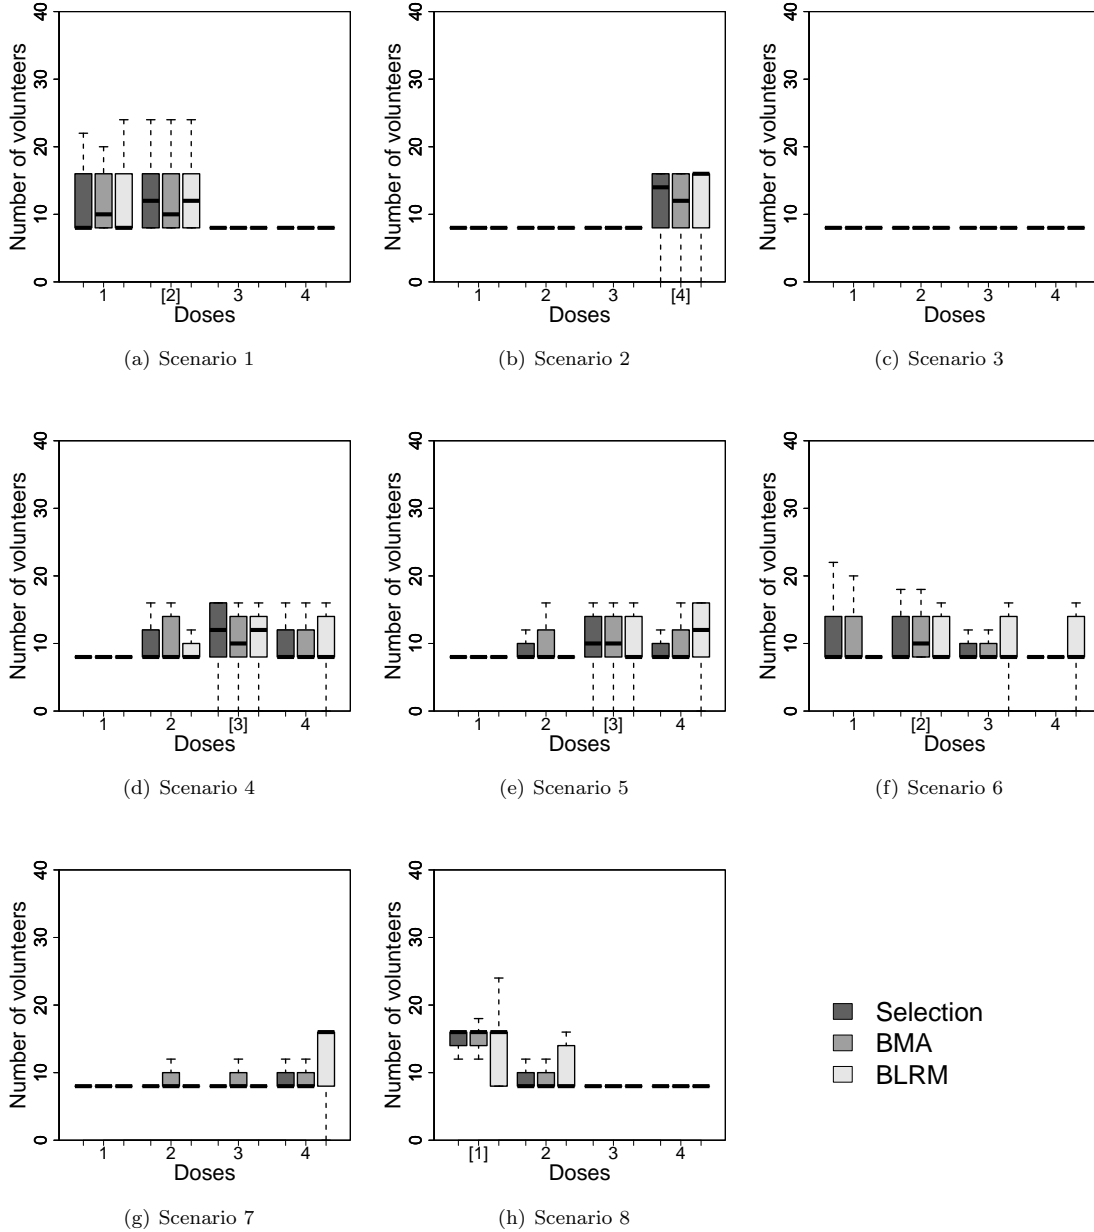 Number of volunteers
0 10 20 30 40
1 [2] 3 4
Doses
(a) Scenario 1
Number of volunteers
0 10 20 30 40
1 2 3 [4]
Doses
(b) Scenario 2
Number of volunteers
0 10 20 30 40
1 2 3 4
Doses
(c) Scenario 3
Number of volunteers
0 10 20 30 40
1 2 [3] 4
Doses
(d) Scenario 4
Number of volunteers
0 10 20 30 40
1 2 [3] 4
Doses
(e) Scenario 5
Number of volunteers
0 10 20 30 40
1 [2] 3 4
Doses
(f) Scenario 6
Number of volunteers
0 10 20 30 40
1 2 3 4
Doses
(g) Scenario 7
Number of volunteers
0 10 20 30 40
[1] 2 3 4
Doses
(h) Scenario 8
Selection
BMA
BLRM